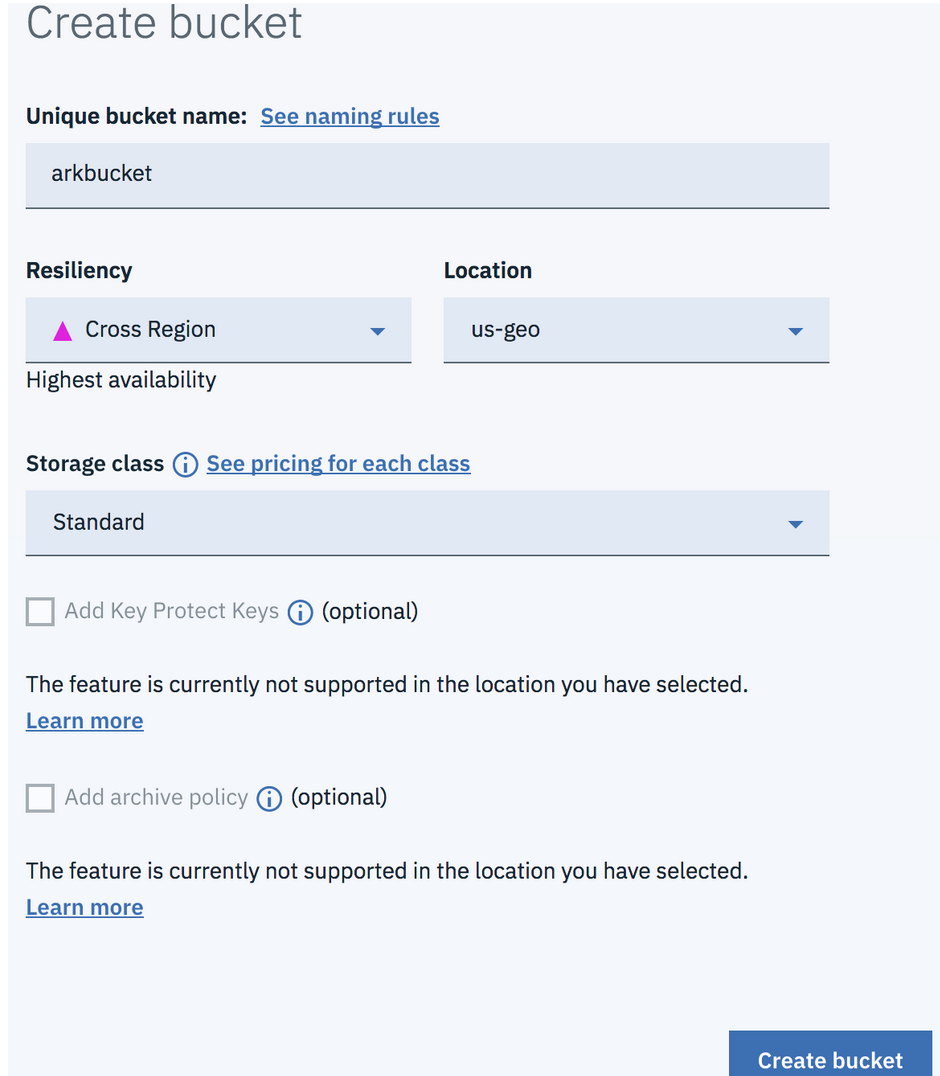 Create bucket
Unique bucket name: See naming rules
arkbucket
Resiliency
Location
Cross Region
us-geo
Highest availability
Storage class See pricing for each class
Standard
Add Key Protect Keys (optional)
The feature is currently not supported in the location you have selected.
Learn more
Add archive policy (optional)
The feature is currently not supported in the location you have selected.
Learn more
Create bucket